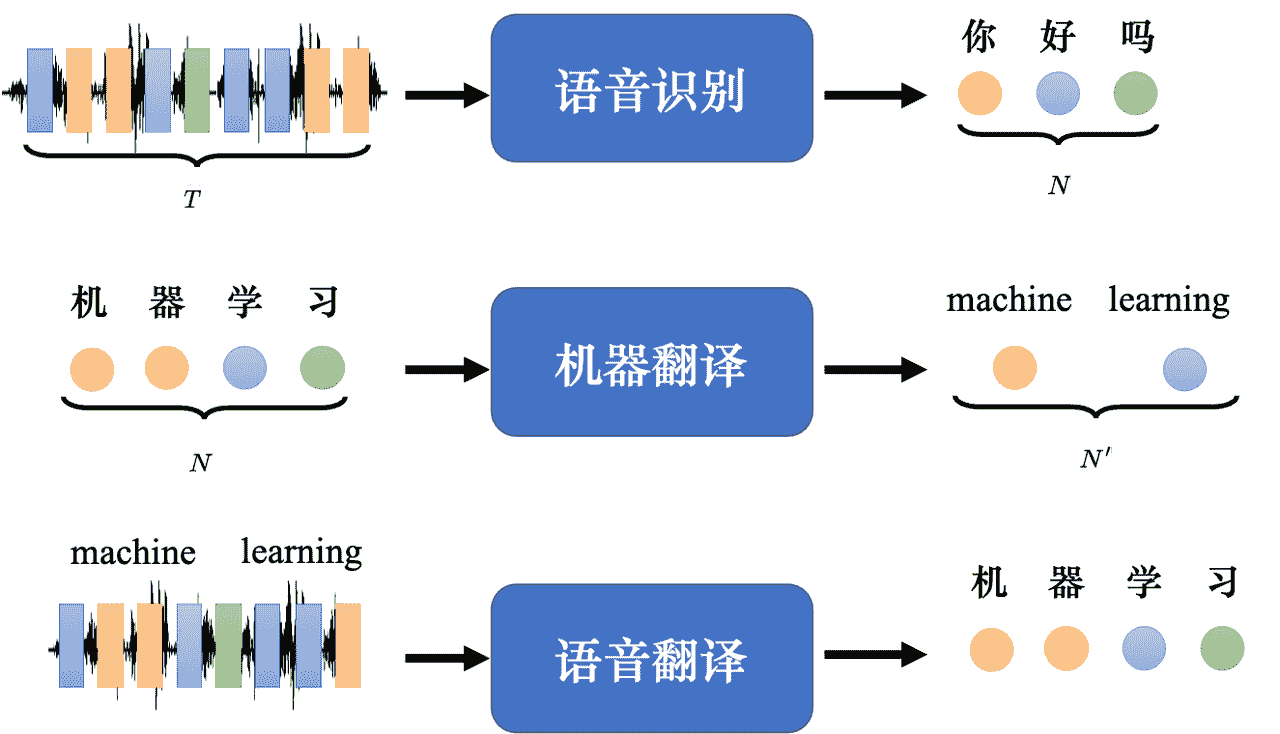 语音识别
你 好 吗
T
N
机 器 学 习
机器翻译
machine learning
N
N′
machine learning
语音翻译
机 器 学 习